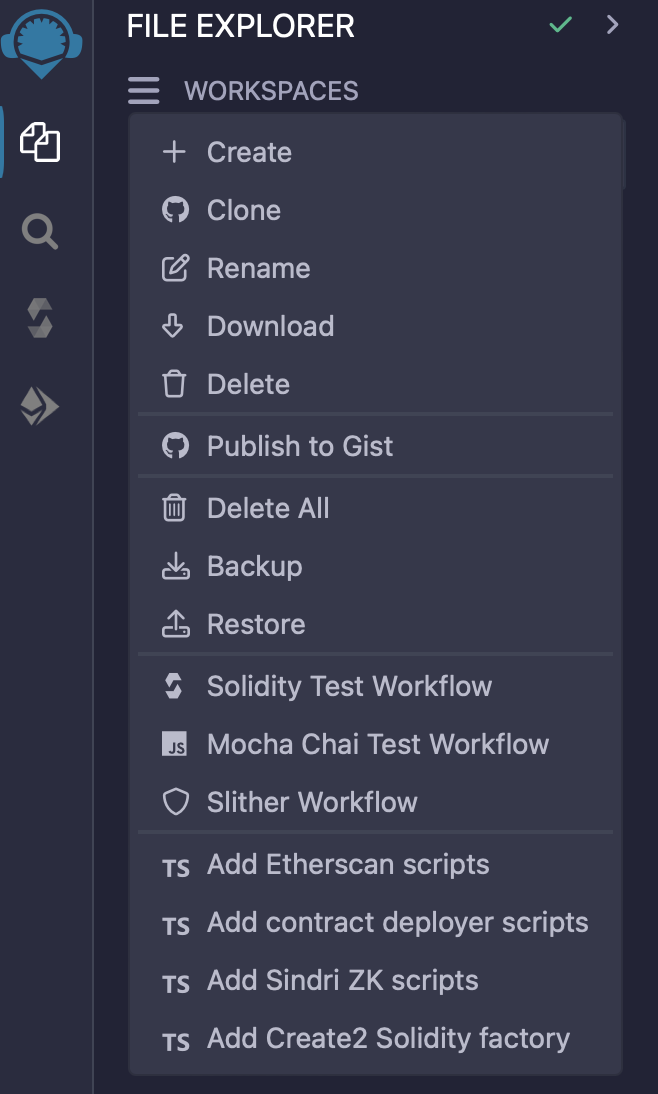 FILE EXPLORER
WORKSPACES
Create
Clone
Rename
Download
Delete
Publish to Gist
Delete All
Backup
Restore
Solidity Test Workflow
JS Mocha Chai Test Workflow
Slither Workflow
TS Add Etherscan scripts
TS Add contract deployer scripts
TS Add Sindri ZK scripts
TS Add Create2 Solidity factory